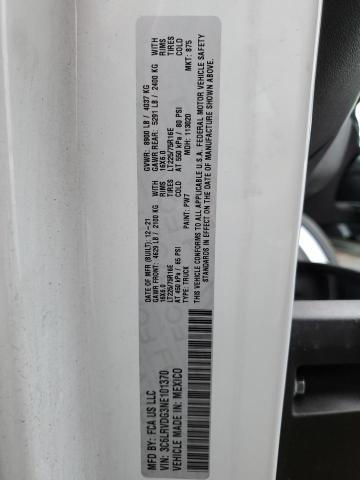 MFD BY: FCA US LLC
DATE OF MFR (BUILT): 12-21 GVWR: 8900 LB / 4037 KG
GAWR FRONT: 4629 LB / 2100 KG WITH GAWR REAR: 5291 LB / 2400 KG WITH
16X6.0 RIMS 16X6.0 RIMS
LT225/75R16E TIRES LT225/75R16E TIRES
AT 450 kPa / 65 PSI COLD AT 550 kPa / 80 PSI COLD
VIN: 3C6LRVDG3NE101370 TYPE: TRUCK PAINT: PW7 MDH: 113020 MKT: 875
VEHICLE MADE IN: MEXICO
THIS VEHICLE CONFORMS TO ALL APPLICABLE U.S.A. FEDERAL MOTOR VEHICLE SAFETY
STANDARDS IN EFFECT ON THE DATE OF MANUFACTURE SHOWN ABOVE.